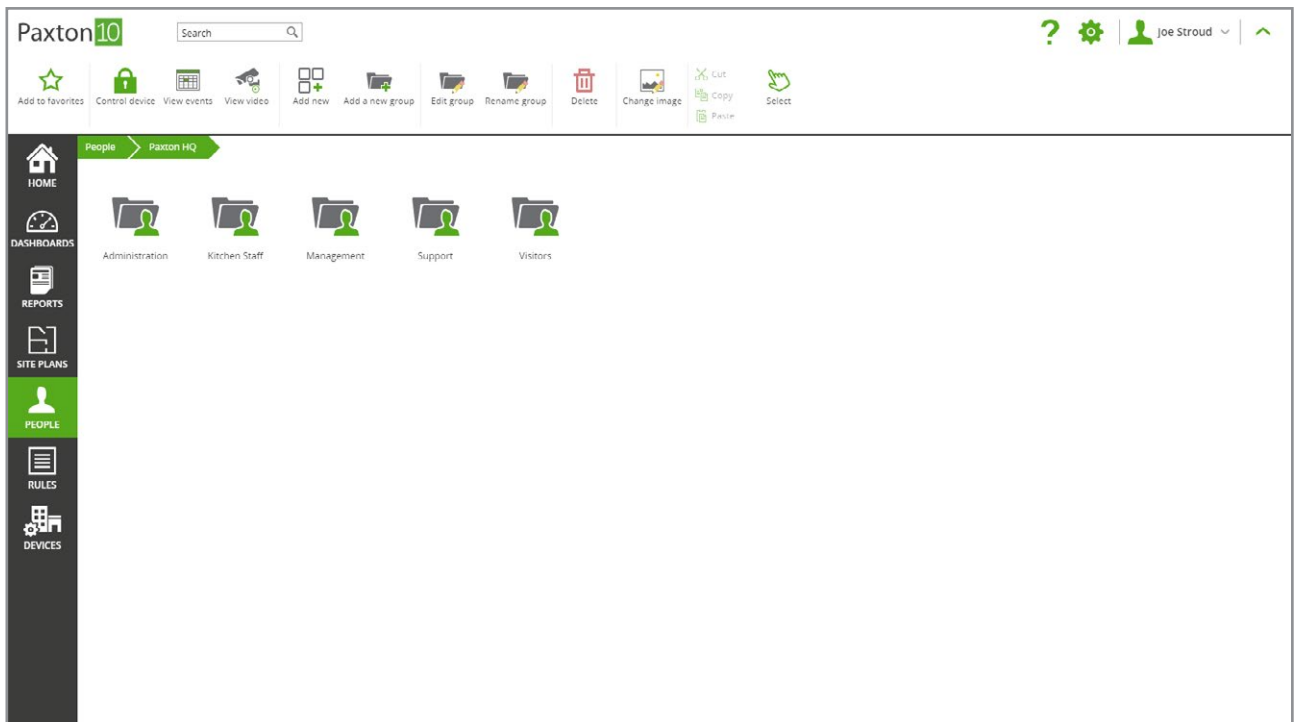 Paxton10
Search
Joe Stroud
Add to favorites
Control device
View events
View video
Add new
Add a new group
Edit group
Rename group
Delete
Change image
Cut
Copy
Paste
Select
HOME
DASHBOARDS
REPORTS
SITE PLANS
PEOPLE
RULES
DEVICES
People
Paxton HQ
Administration
Kitchen Staff
Management
Support
Visitors